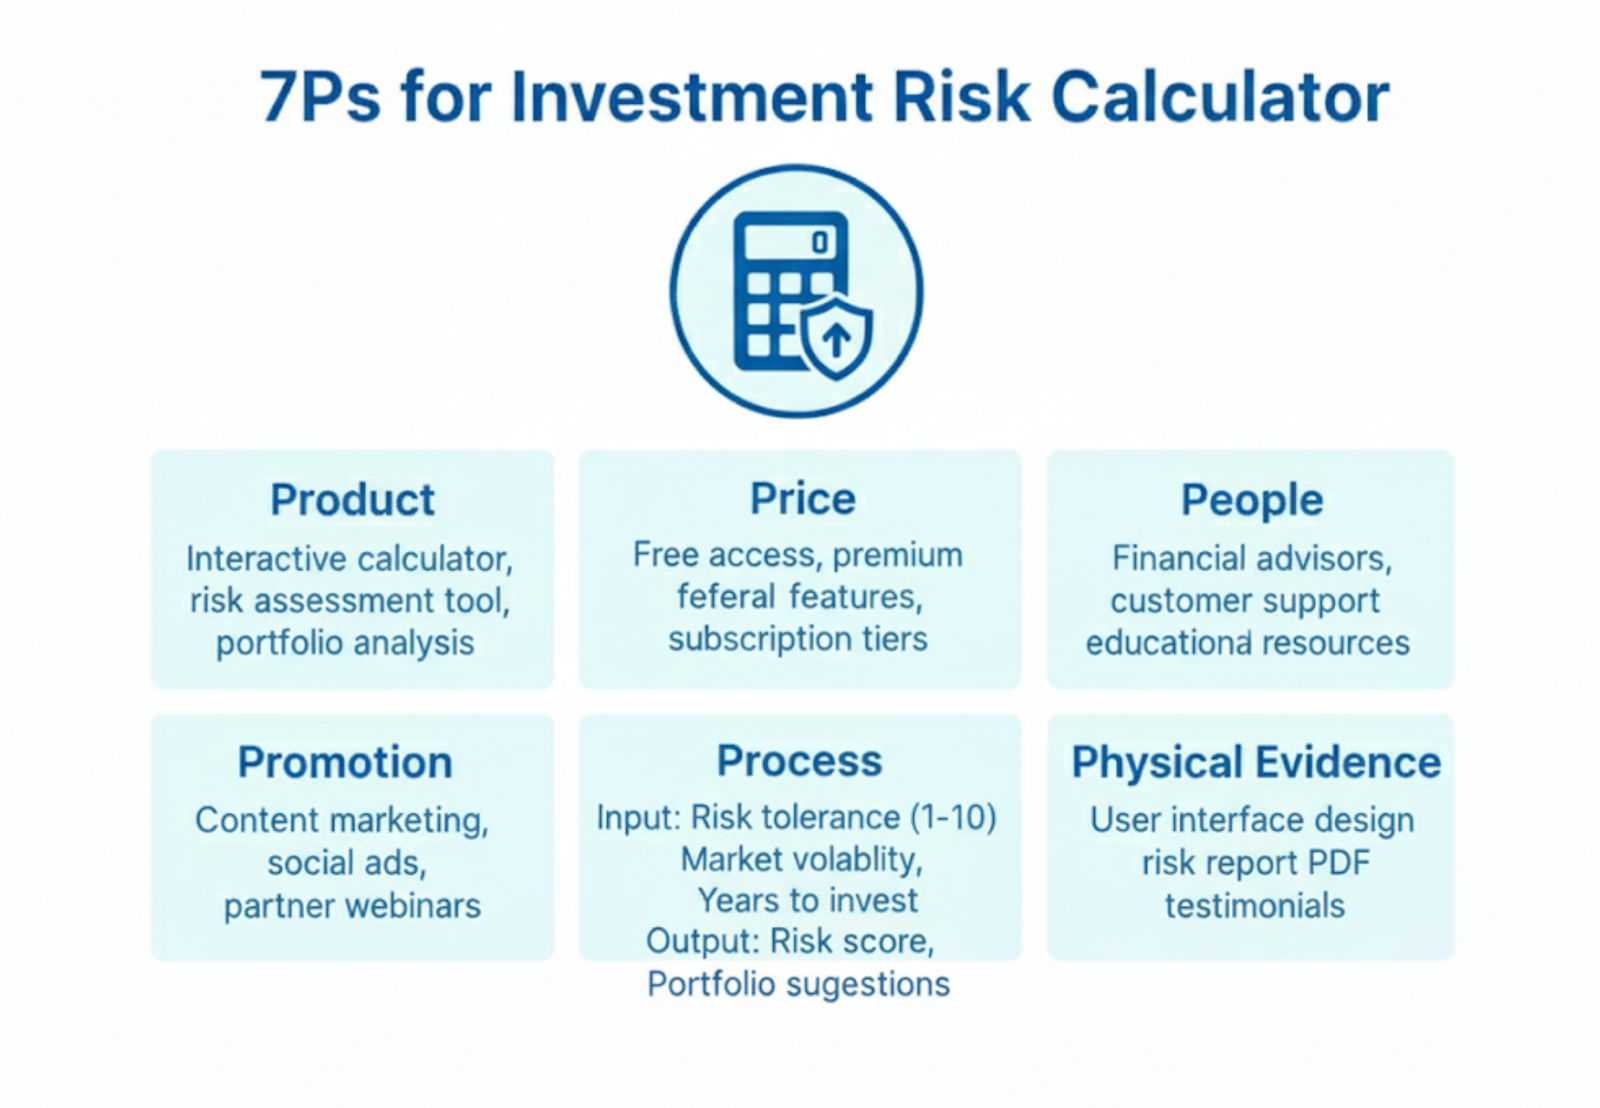 7Ps for Investment Risk Calculator
0
Product
Interactive calculator,
risk assessment tool,
portfolio analysis
Price
Free access, premium
feferal features,
subscription tiers
People
Financial advisors,
customer support
educational resources
Promotion
Content marketing,
social ads,
partner webinars
Process
Input: Risk tolerance (1-10)
Market volablity,
Years to invest
Output: Risk score,
Portfolio sugestions
Physical Evidence
User interface design
risk report PDF
testimonials